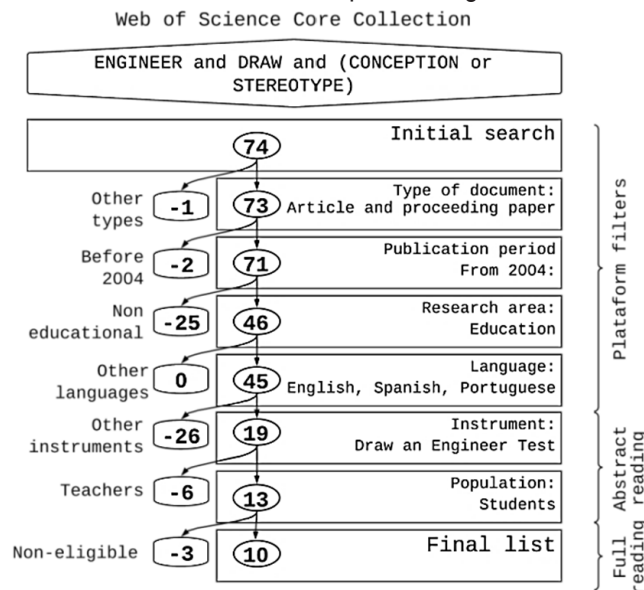 Web of Science Core Collection
ENGINEER and DRAW and (CONCEPTION or
STEREOTYPE)
Initial search
74
Other
types
-1
73
Type of document:
Article and proceeding paper
Before
2004
-2
71
Publication period
From 2004:
Non
educational
-25
46
Research area:
Education
Other
languages
0
45
Language:
English, Spanish, Portuguese
Other
instruments
-26
19
Instrument:
Draw an Engineer Test
Teachers
-6
13
Population:
Students
Non-eligible
-3
10
Final list
Plataform filters
Abstract
reading
Full
reading